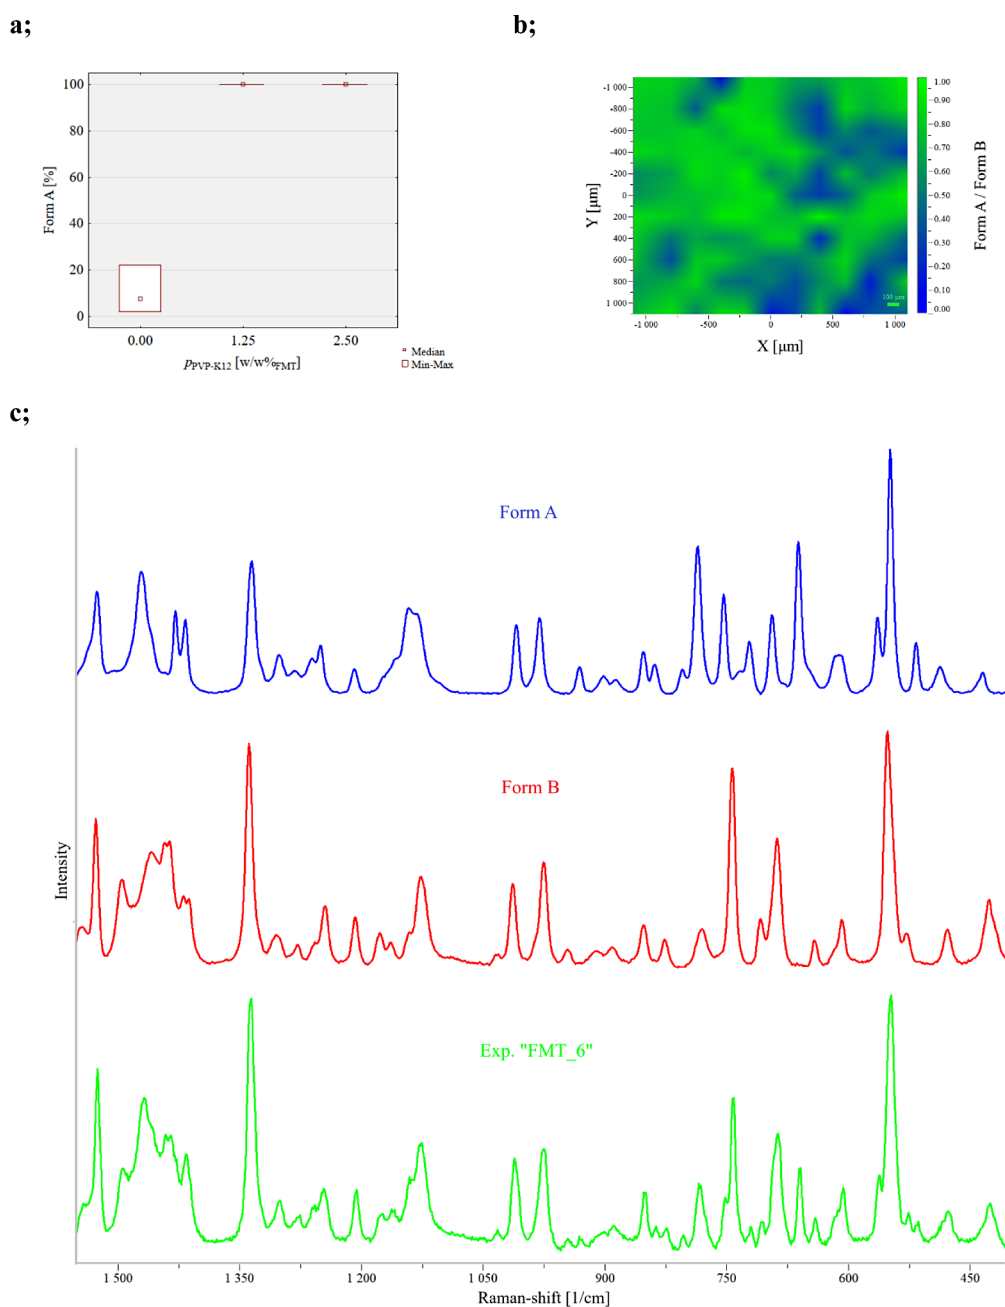 a;
b;
100
80
60
40
20
0
Form A [%]
0.00 1.25 2.50
pPVP-K12 [w/w%FMT]
Median
Min-Max
-1 000
-800
-600
-400
-200
0
200
400
600
800
1 000
Y [µm]
-1 000 -500 0 500 1 000
X [µm]
100 µm
1.00
0.90
0.80
0.70
0.60
0.50
0.40
0.30
0.20
0.10
0.00
Form A / Form B
c;
Form A
Form B
Exp. "FMT_6"
Intensity
1 500 1 350 1 200 1 050 900 750 600 450
Raman-shift [1/cm]